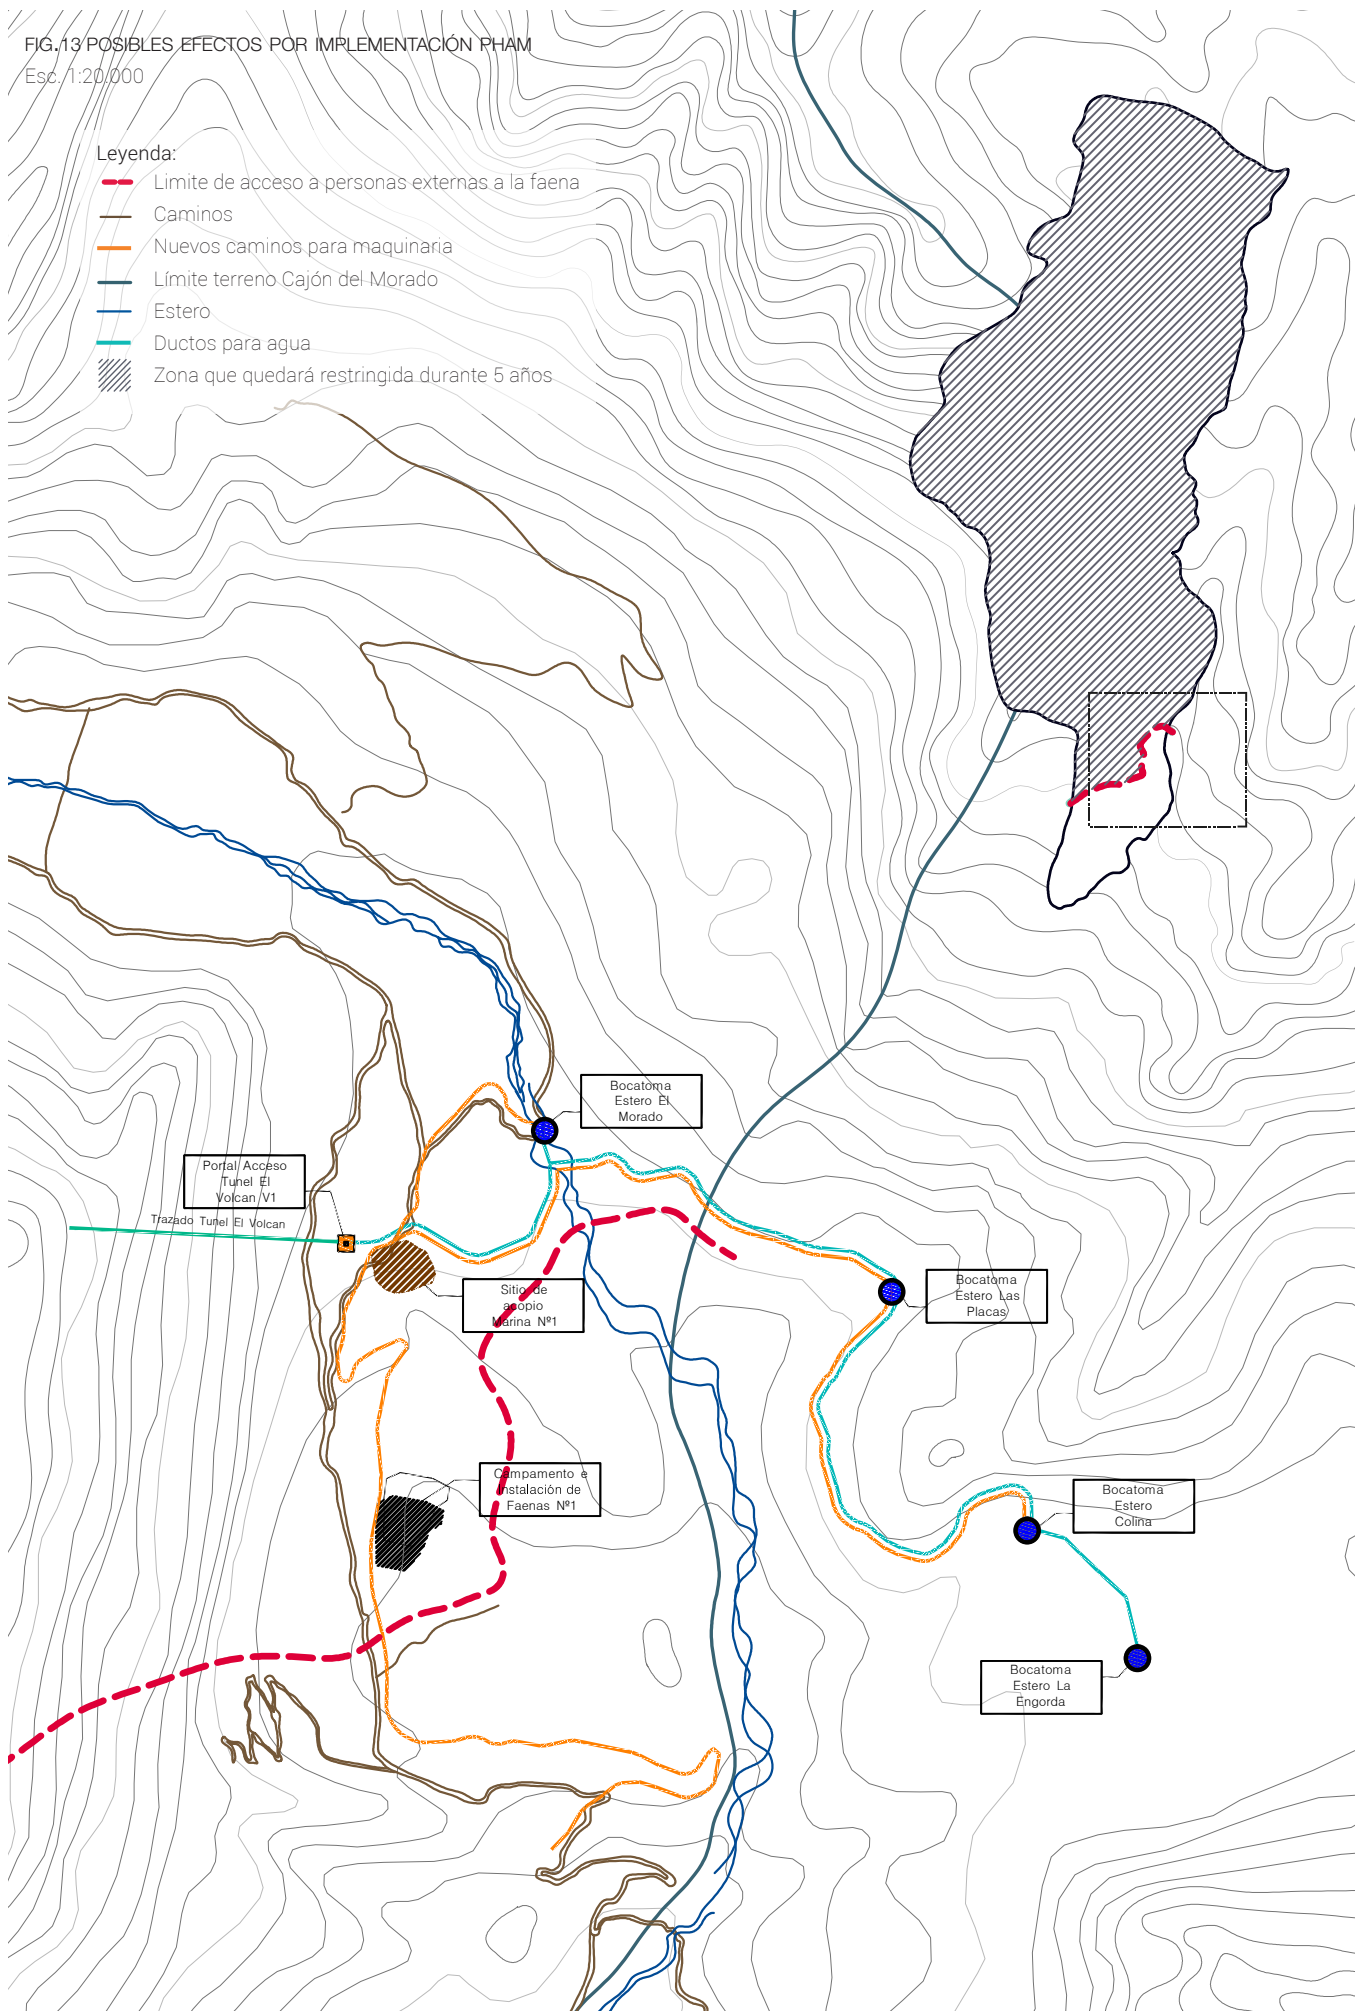 FIG.13 POSIBLES EFECTOS POR IMPLEMENTACIÓN PHAM
Esc. 1:20.000
Leyenda:
Limite de acceso a personas externas a la faena
Caminos
Nuevos caminos para maquinaria
Límite terreno Cajón del Morado
Estero
Ductos para agua
Zona que quedará restringida durante 5 años
Bocatoma
Estero El
Morado
Portal Acceso
Tunel El
Volcan V1
Trazado Tunel El Volcan
Sitio de
acopio
Marina Nº1
Bocatoma
Estero Las
Placas
Campamento e
Instalación de
Faenas Nº1
Bocatoma
Estero
Colina
Bocatoma
Estero La
Engorda